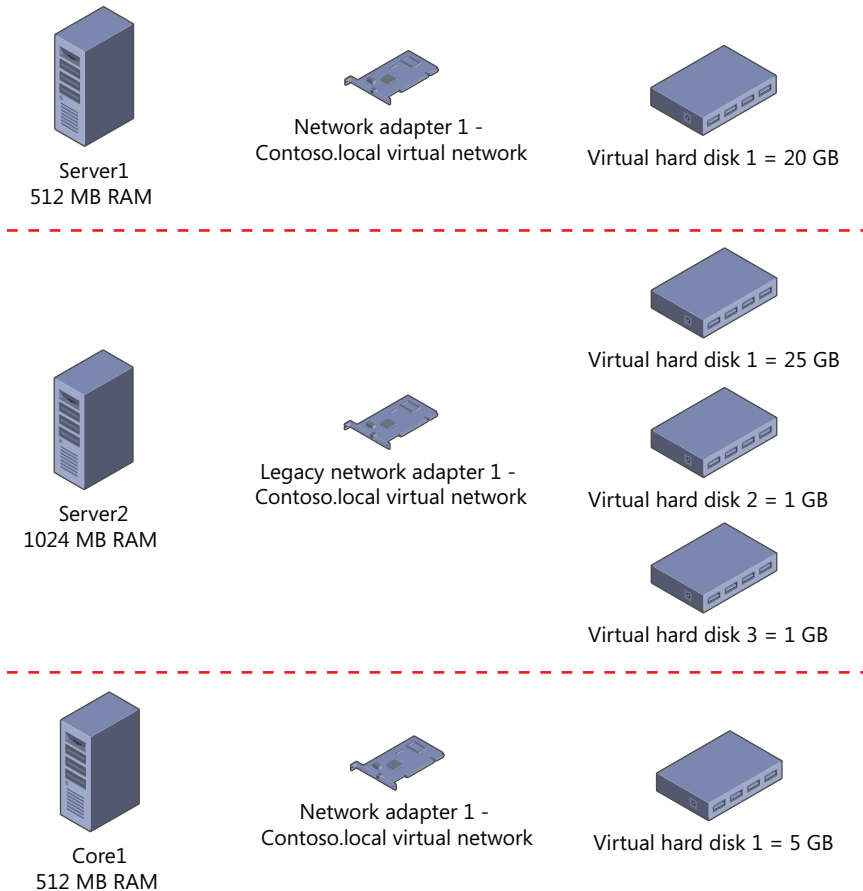 Server1
512 MB RAM
Network adapter 1 -
Contoso.local virtual network
Virtual hard disk 1 = 20 GB
Server2
1024 MB RAM
Legacy network adapter 1 -
Contoso.local virtual network
Virtual hard disk 1 = 25 GB
Virtual hard disk 2 = 1 GB
Virtual hard disk 3 = 1 GB
Core1
512 MB RAM
Network adapter 1 -
Contoso.local virtual network
Virtual hard disk 1 = 5 GB